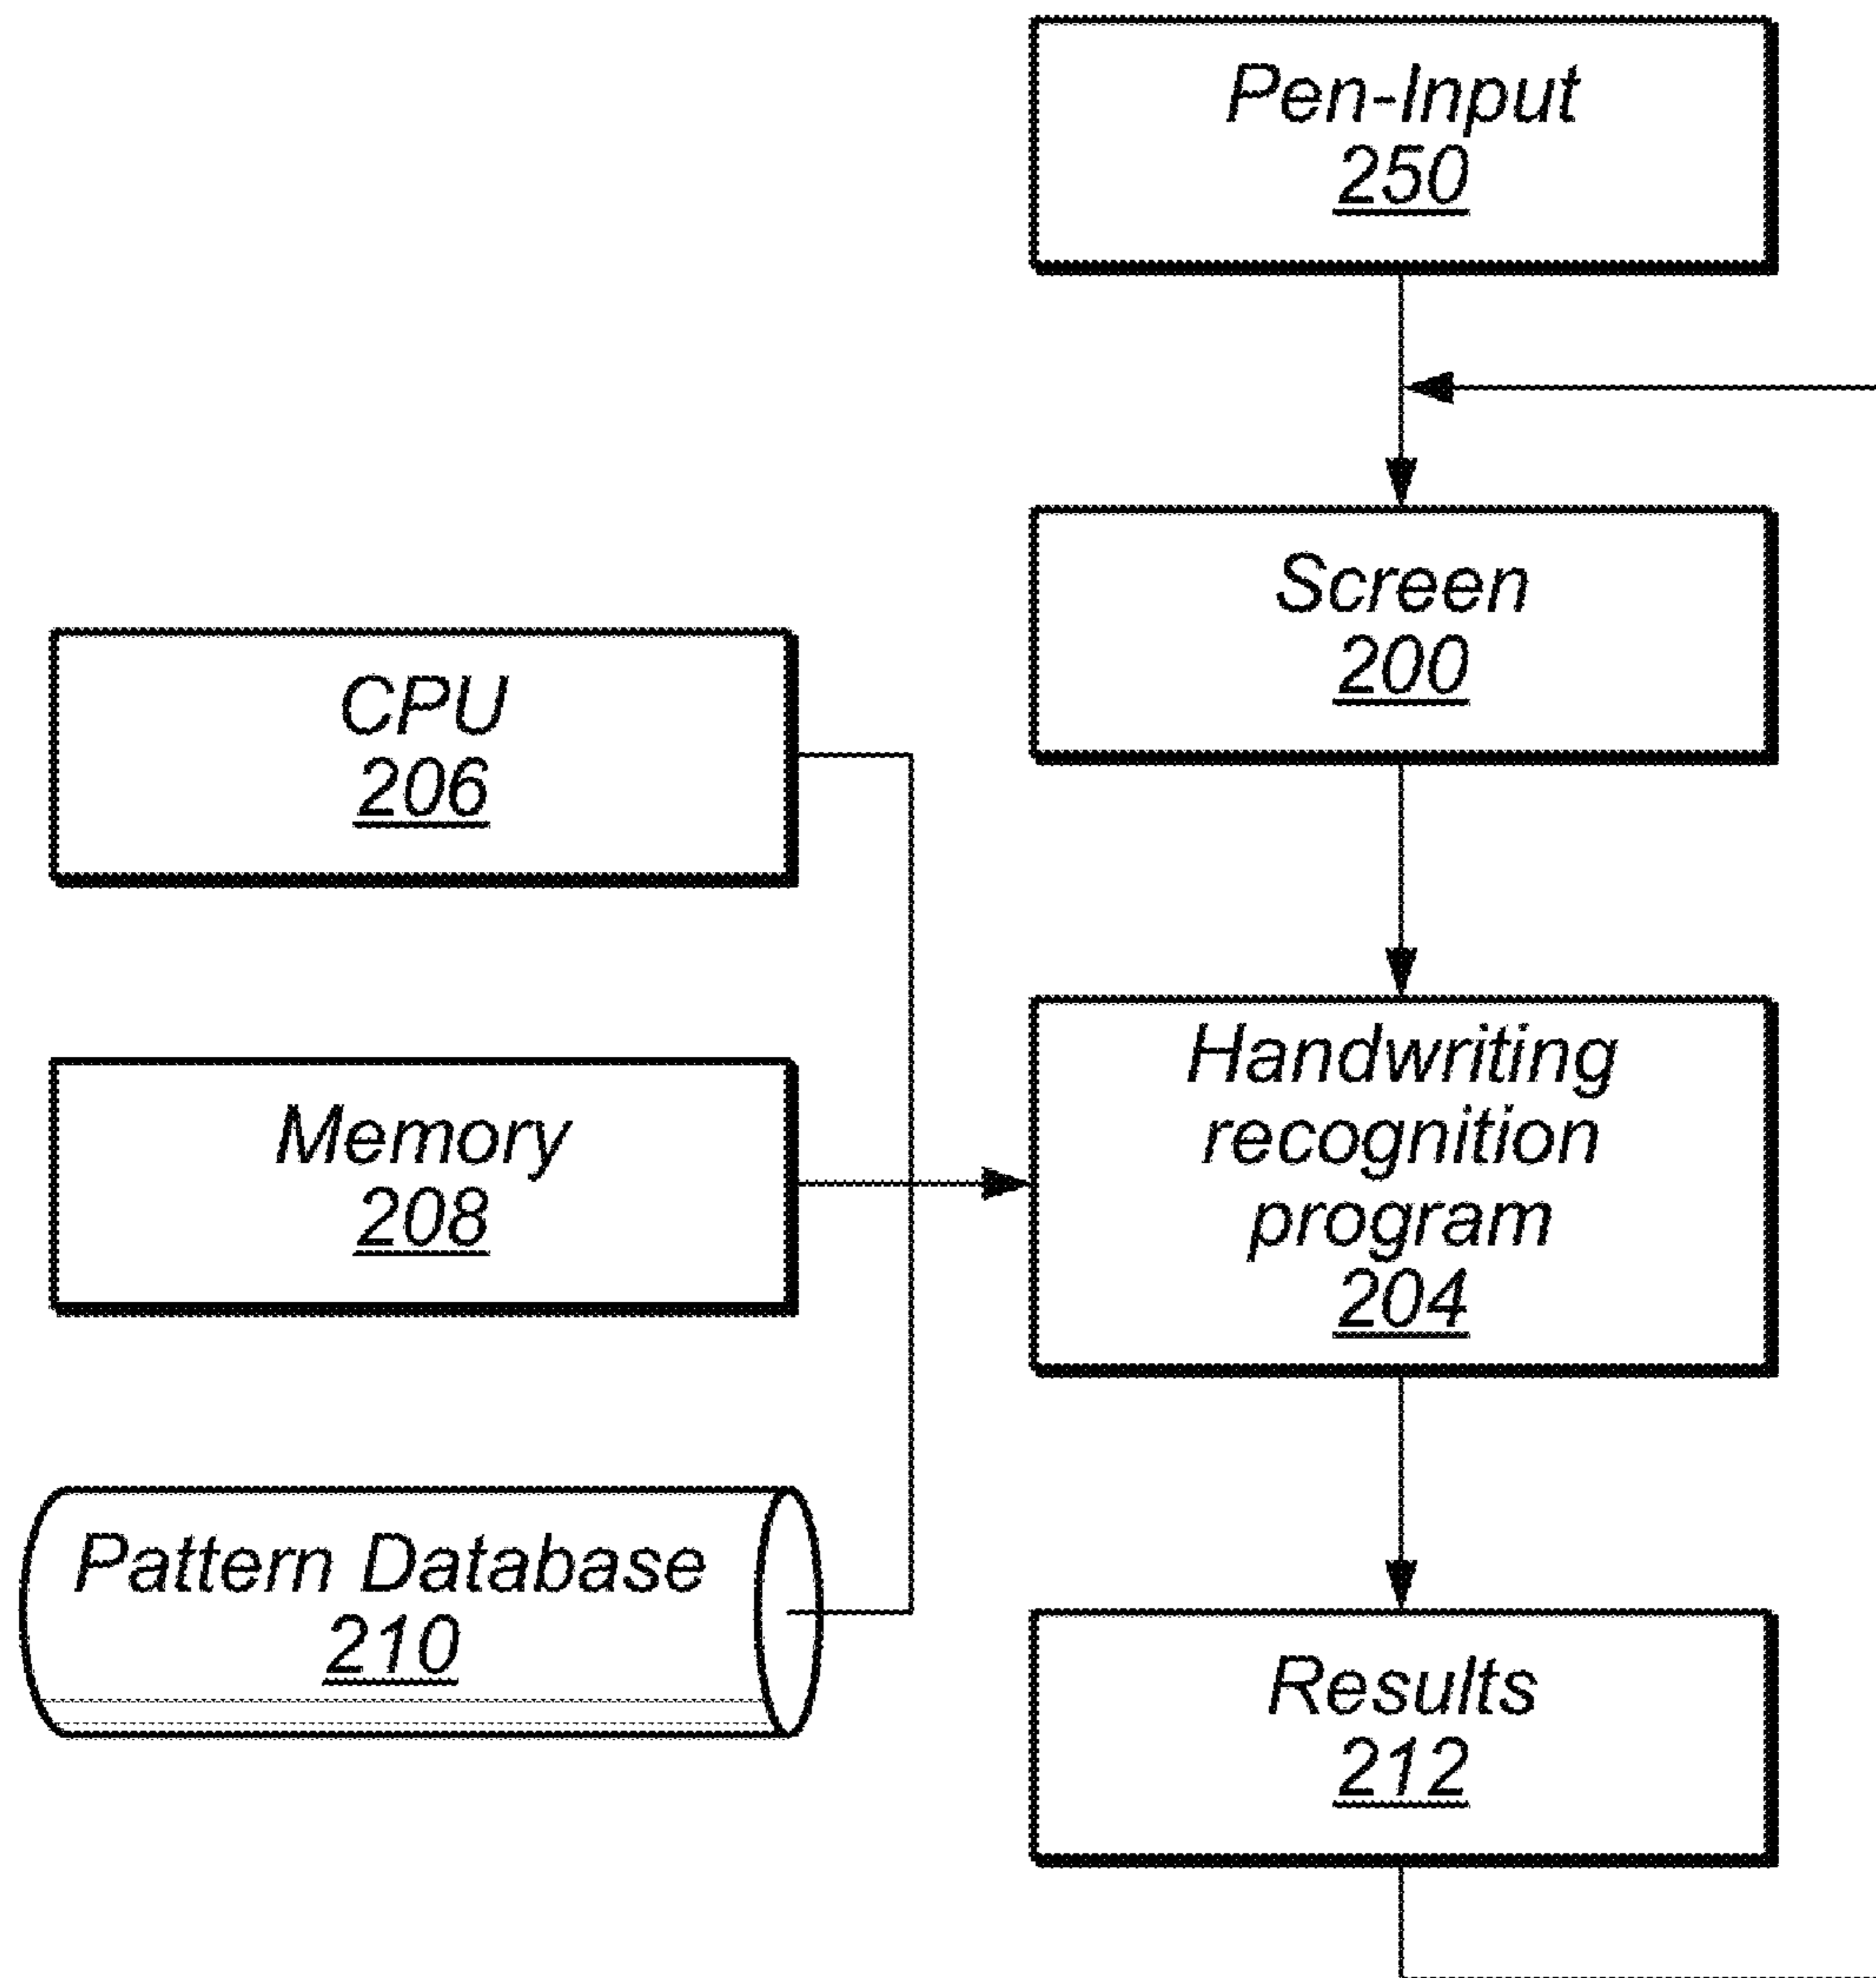 Pen-Input
250
Screen
200
CPU
206
Memory
208
Handwriting
recognition
program
204
Pattern Database
210
Results
212